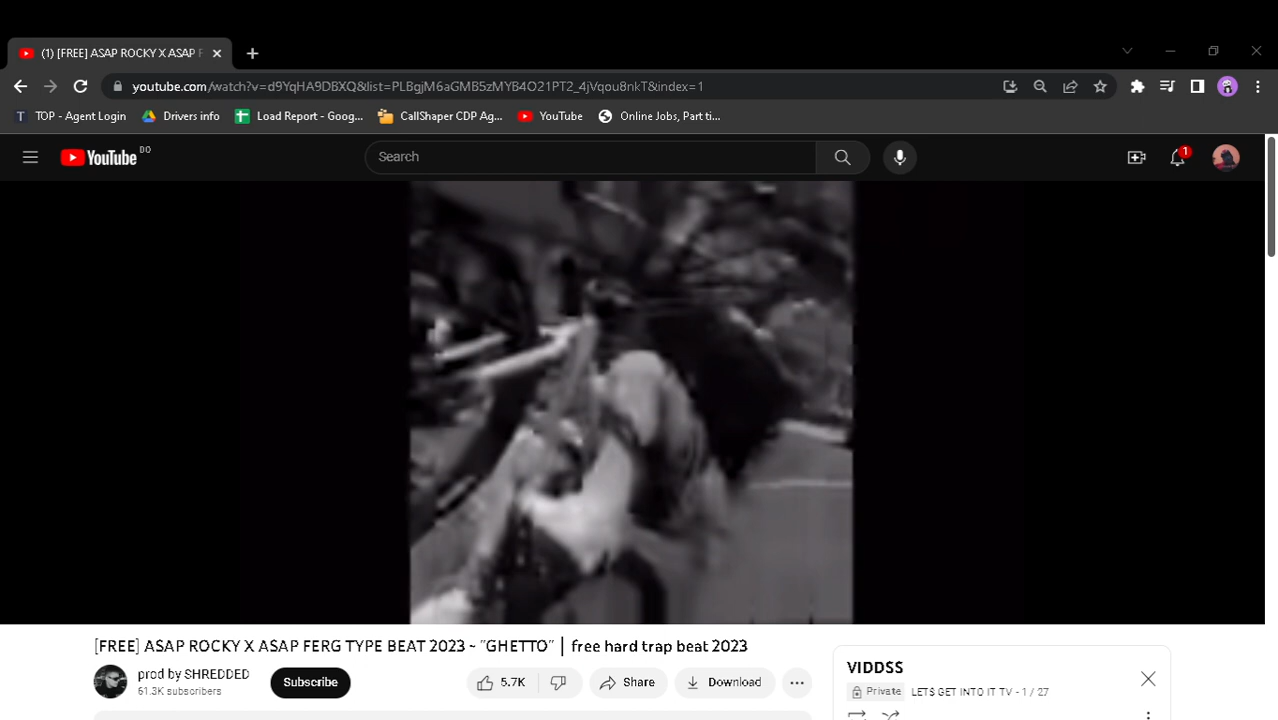 (1) [FREE] ASAP ROCKY X ASAP F
youtube.com/watch?v=d9YqHA9DBXQ&list=PLBgjM6aGMB5zMYB4O21PT2_4jVqou8nkT&index=1
TOP - Agent Login Drivers info Load Report - Goog... CallShaper CDP Ag... YouTube Online Jobs, Part ti...
YouTube DO Search 1
[FREE] ASAP ROCKY X ASAP FERG TYPE BEAT 2023 ~ "GHETTO" | free hard trap beat 2023
prod by SHREDDED
61.3K subscribers
Subscribe
5.7K
Share
Download
VIDDSS
Private LETS GET INTO IT TV - 1 / 27